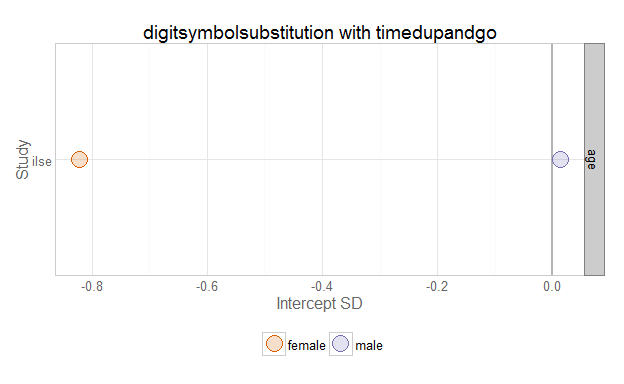 digitsymbolsubstitution with timedupandgo
Study
ilse
age
-0.8 -0.6 -0.4 -0.2 0.0
Intercept SD
female male